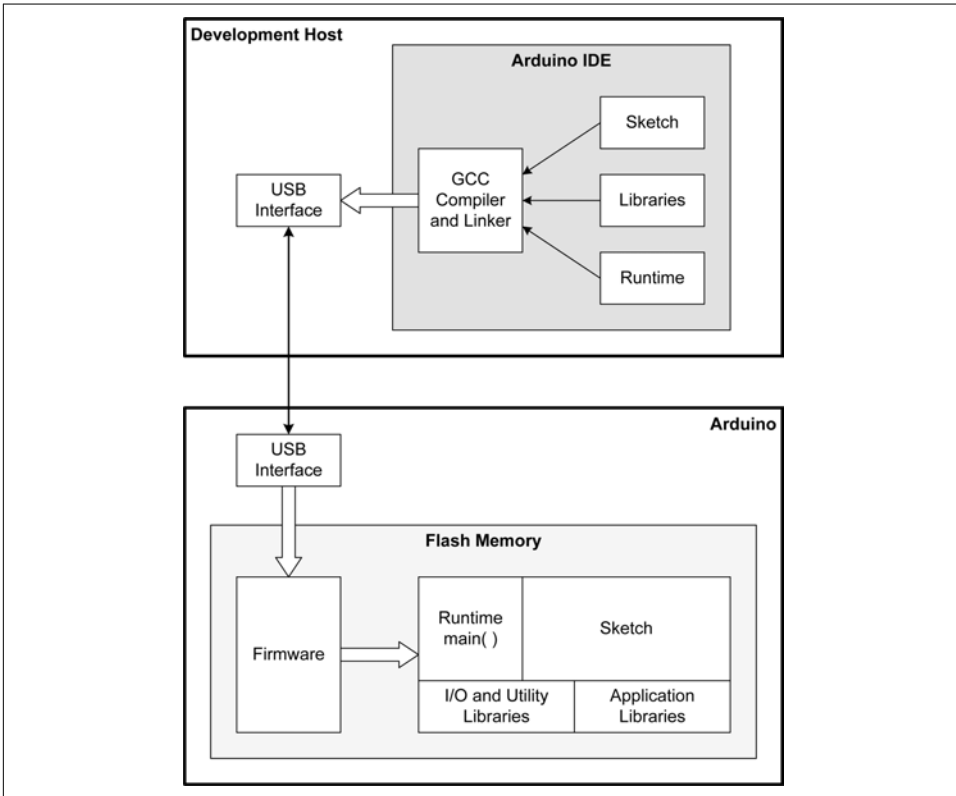 Development Host
Arduino IDE
Sketch
USB
Interface
GCC
Compiler
and Linker
Libraries
Runtime
Arduino
USB
Interface
Flash Memory
Firmware
Runtime
main( )
Sketch
I/O and Utility
Libraries
Application
Libraries